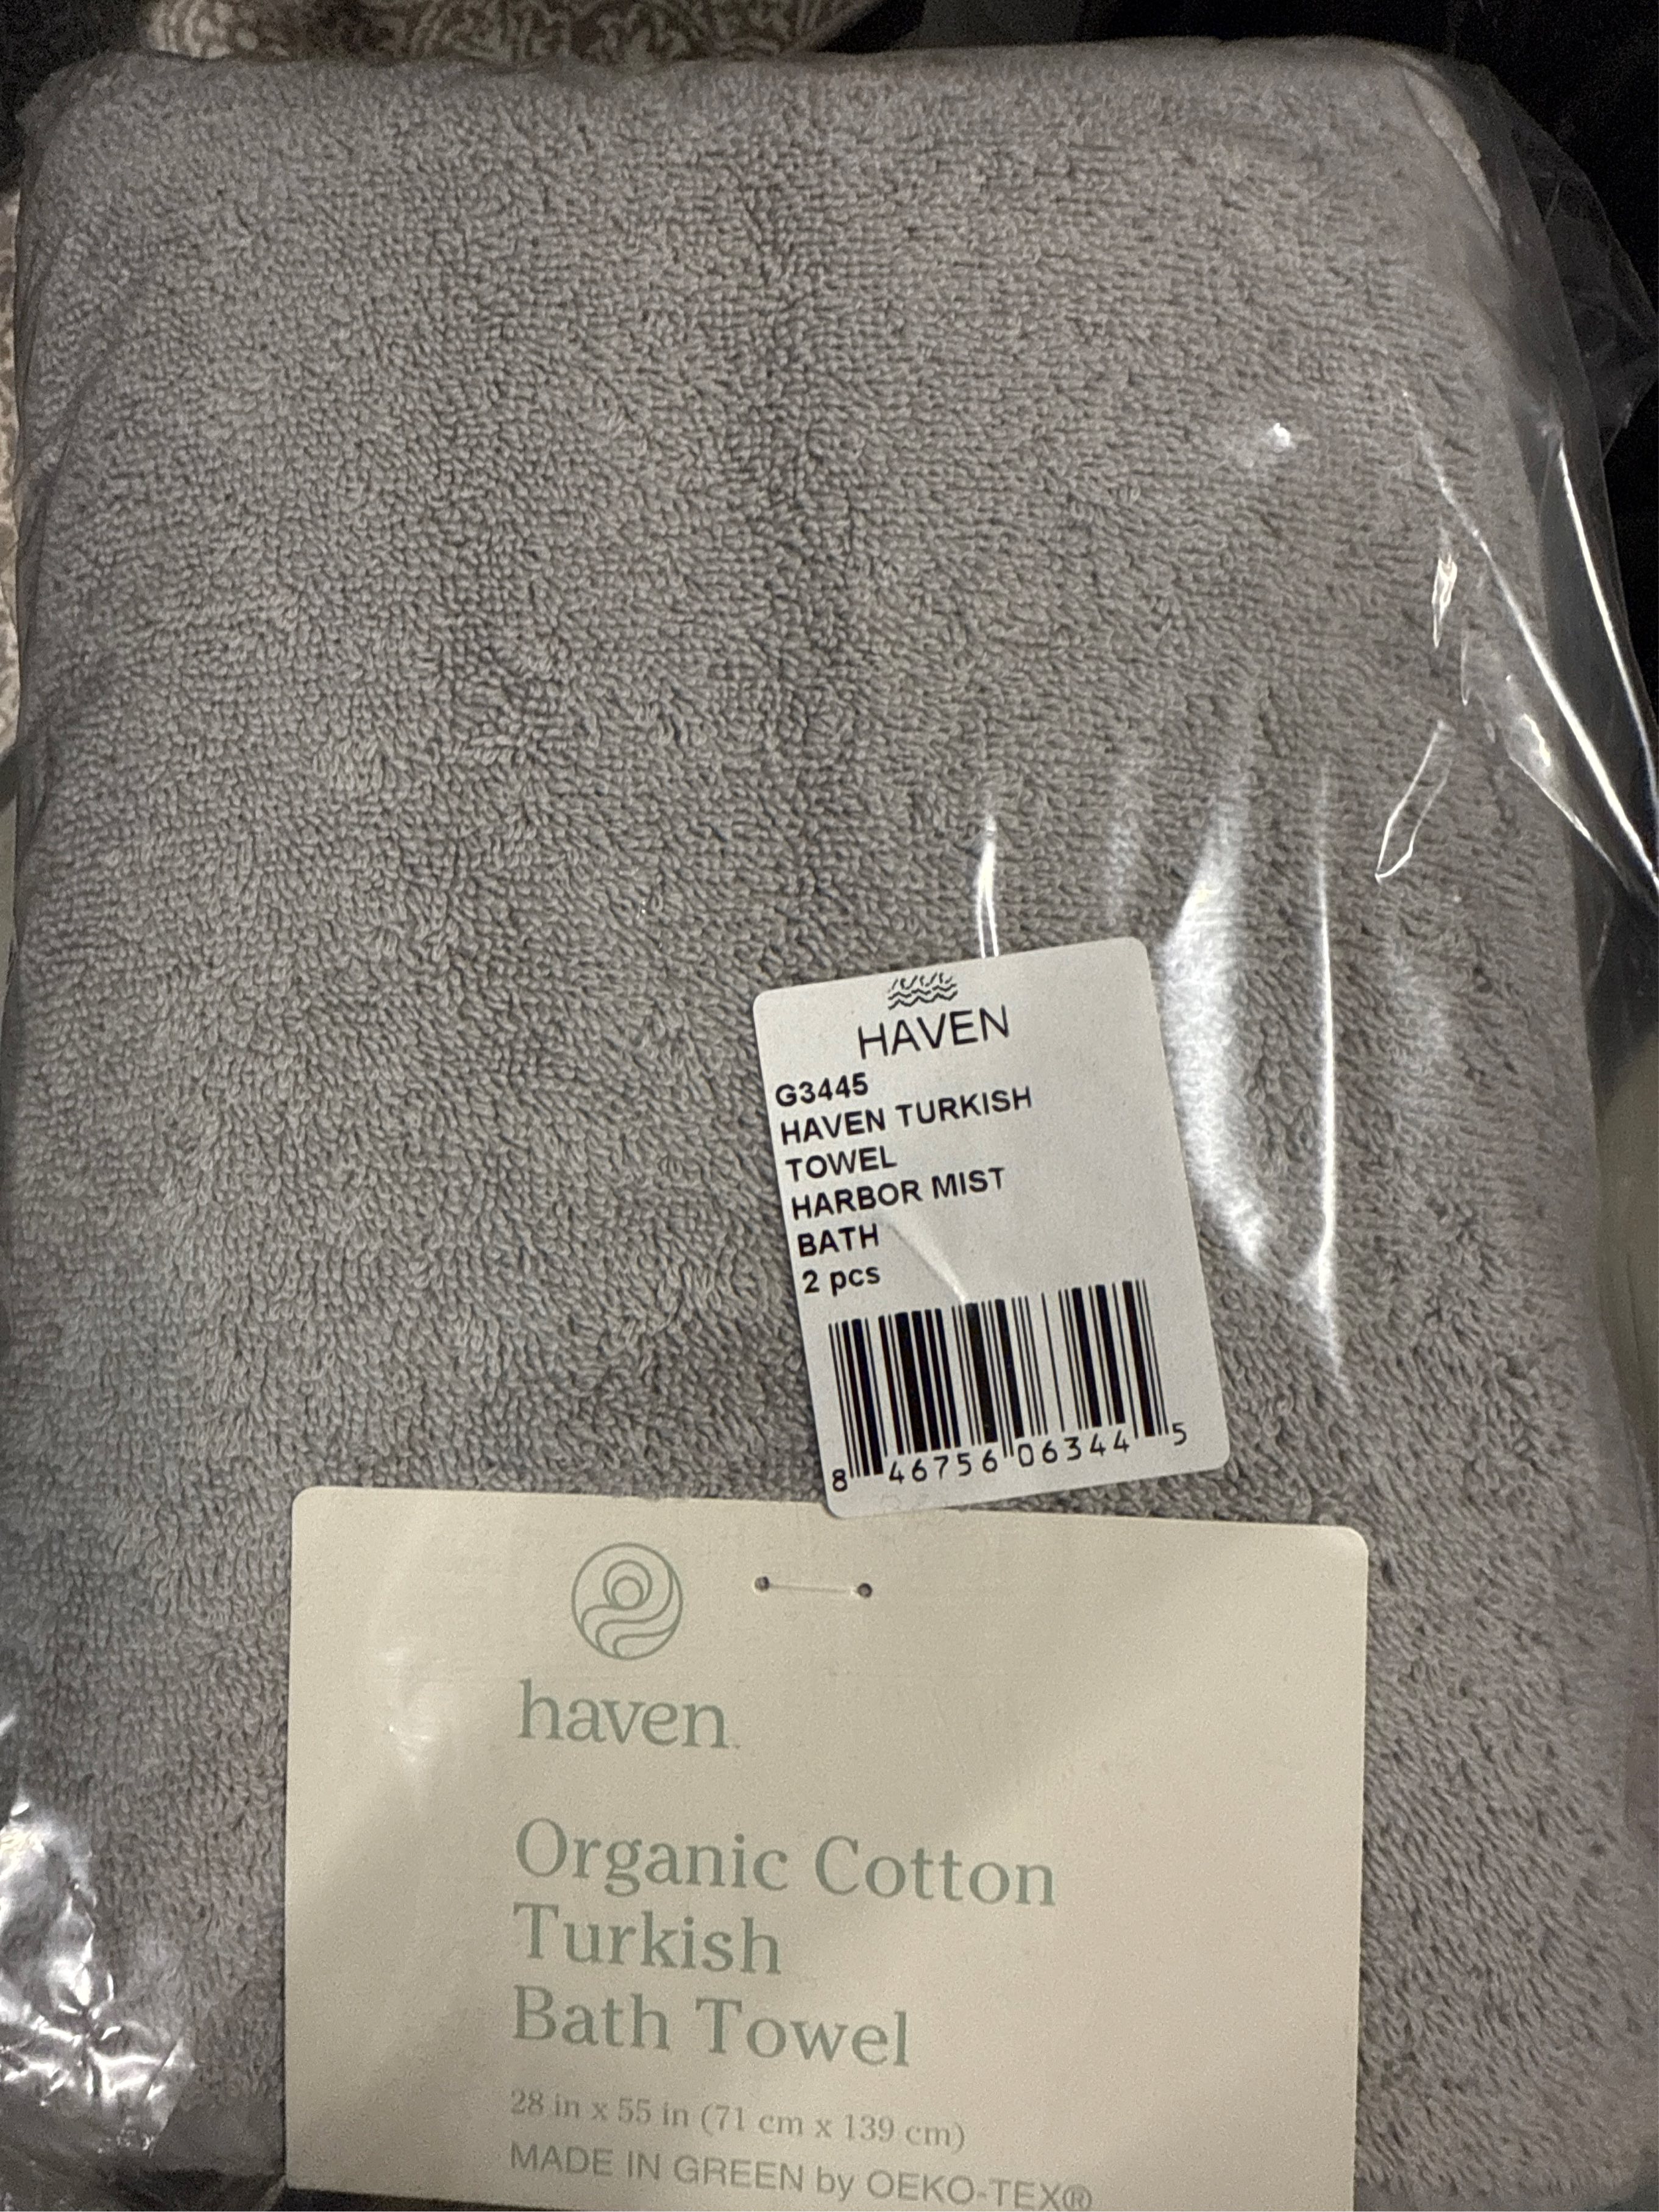 HAVEN
G3445
HAVEN TURKISH
TOWEL
HARBOR MIST
BATH
2 pcs
8 46756 06344 5
haven
Organic Cotton
Turkish
Bath Towel
28 in x 55 in (71 cm x 139 cm)
MADE IN GREEN by OEKO-TEX®